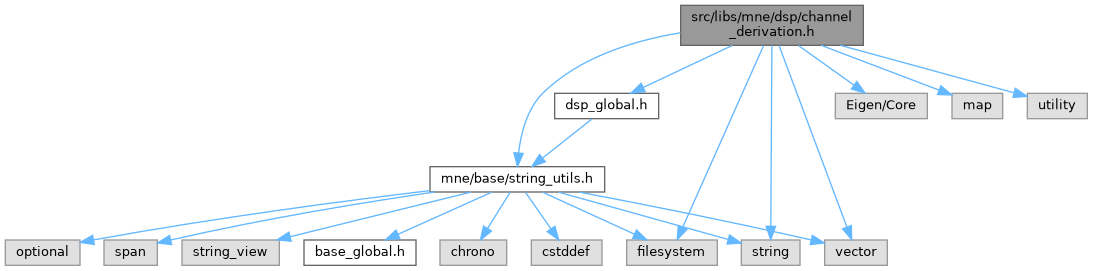 src/libs/mne/dsp/channel
_derivation.h
dsp_global.h
Eigen/Core
map
utility
mne/base/string_utils.h
optional
span
string_view
base_global.h
chrono
cstddef
filesystem
string
vector